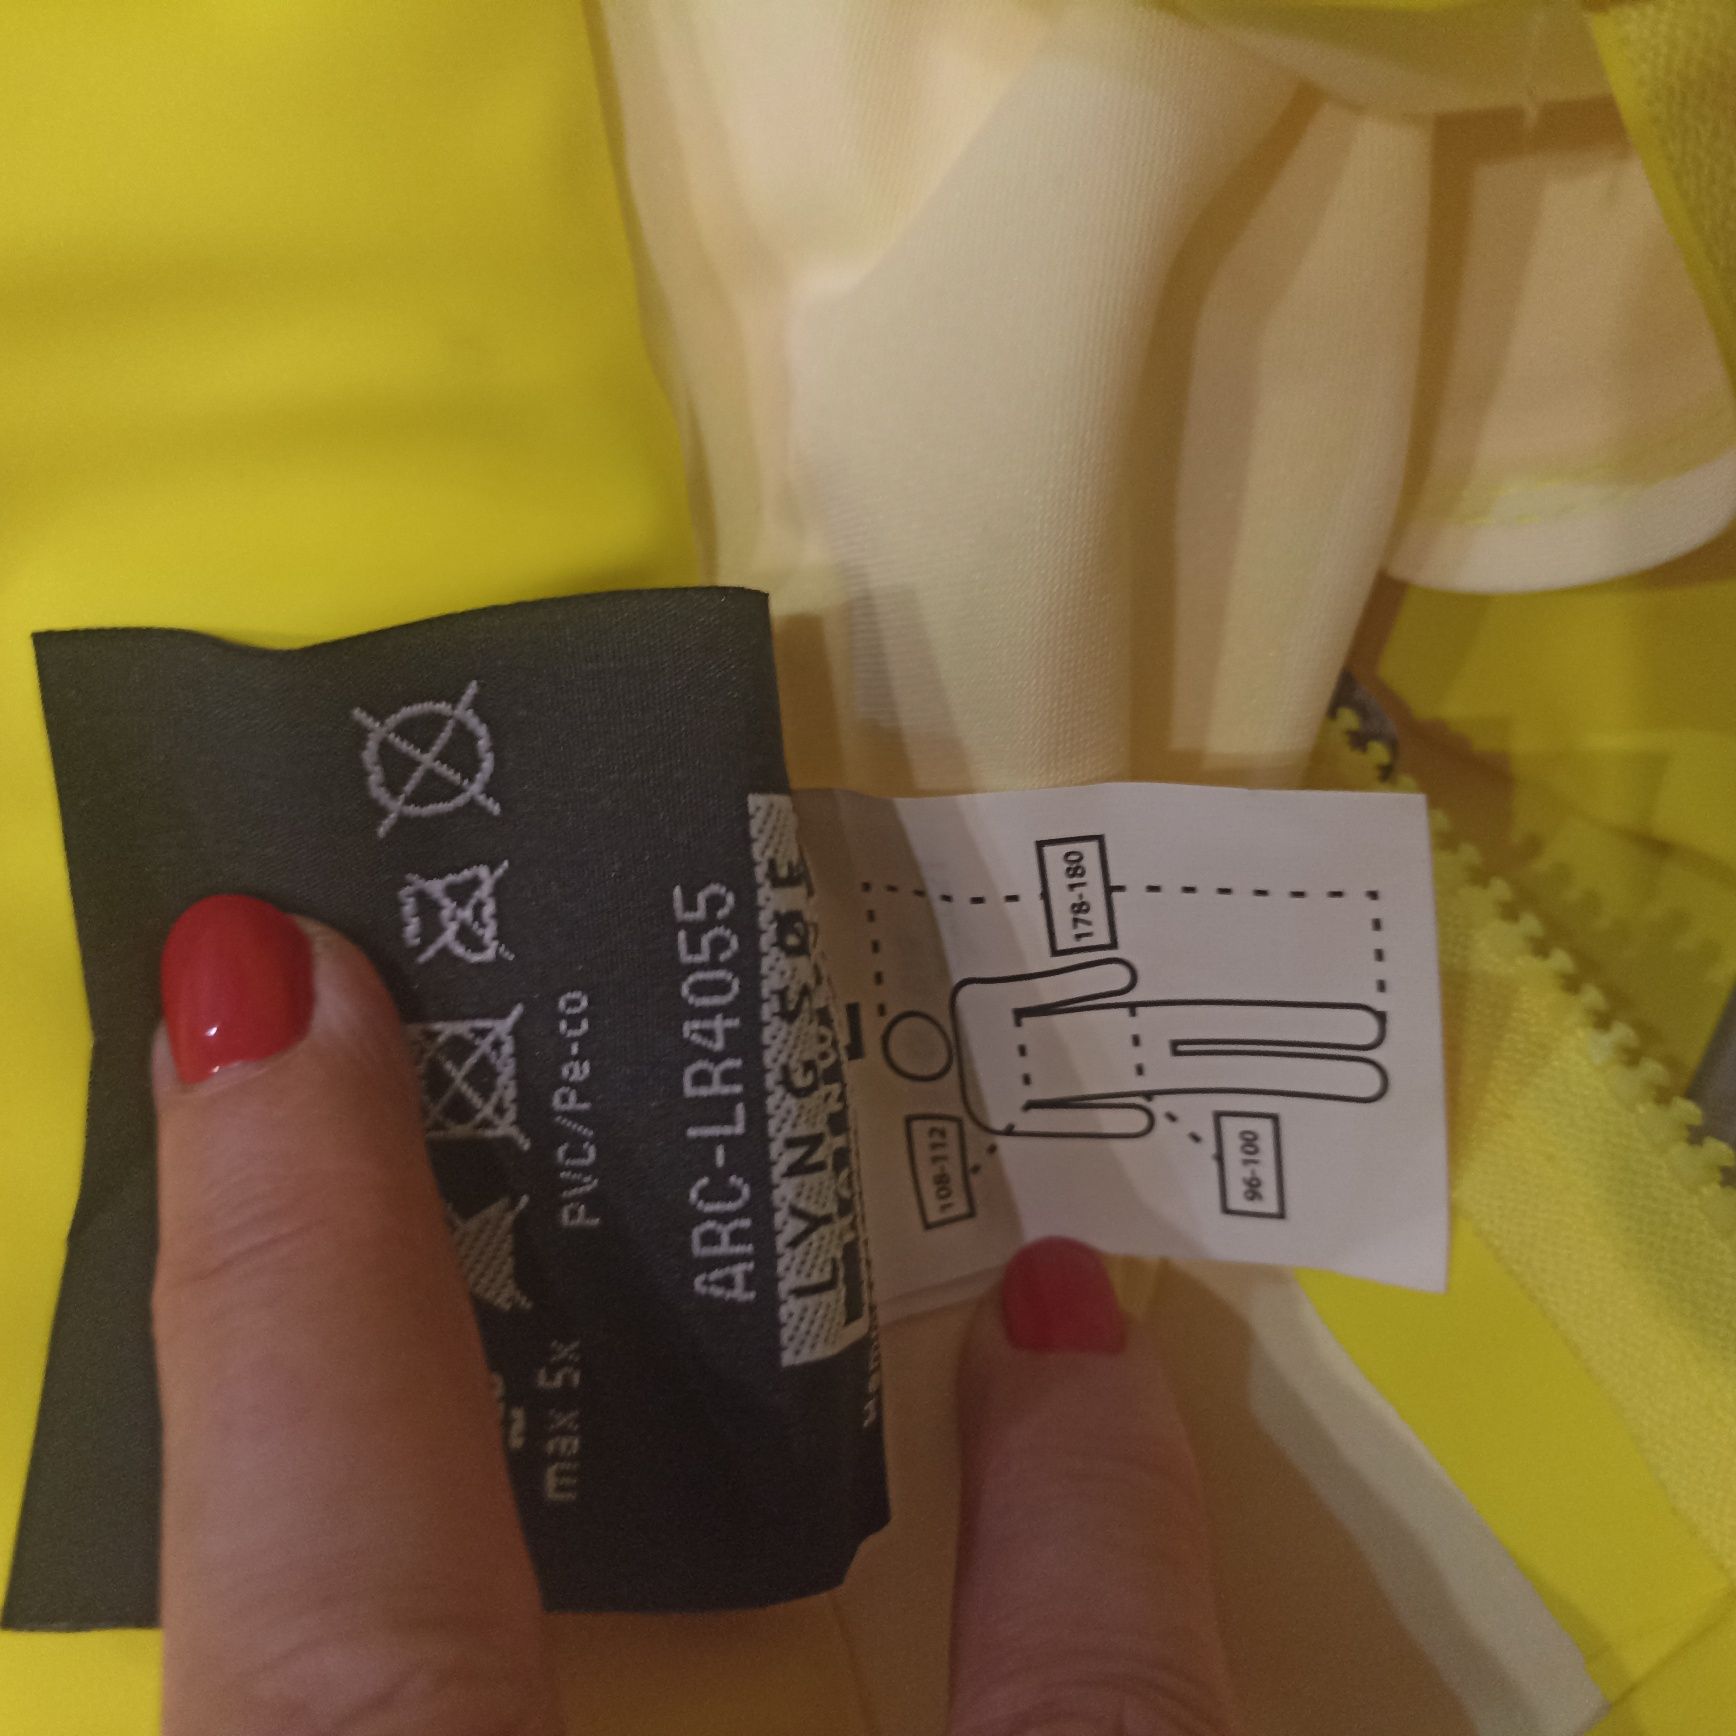 max 5x
PVC/Pe-co
ARC-LR4055
LYNGSØE
L
178-180
108-112
96-100